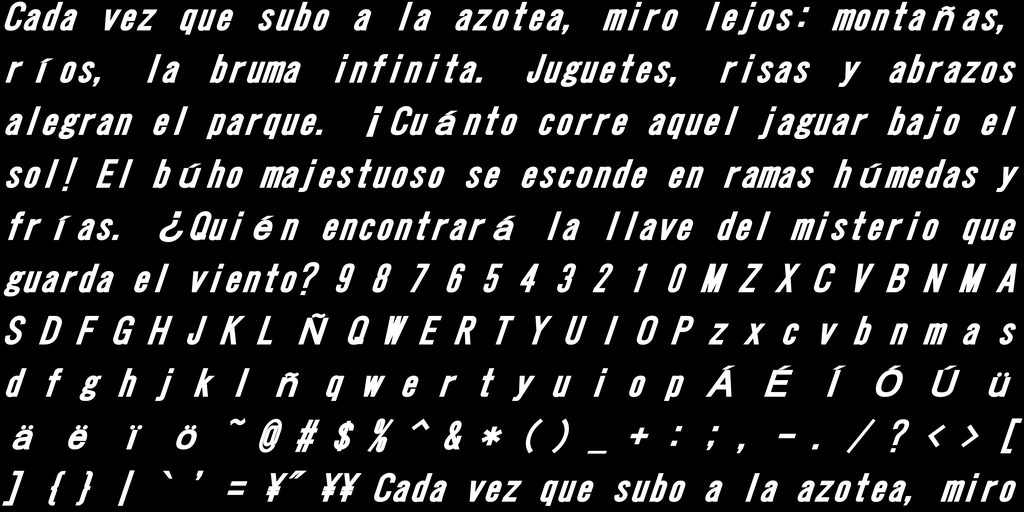 Cada vez que subo a la azotea, miro lejos: montañas,
ríos, la bruma infinita. Juguetes, risas y abrazos
alegran el parque. ¡Cuánto corre aquel jaguar bajo el
sol! El búho majestuoso se esconde en ramas húmedas y
frías. ¿Quién encontrará la llave del misterio que
guarda el viento? 9 8 7 6 5 4 3 2 1 0 M Z X C V B N M A
S D F G H J K L Ñ Q W E R T Y U I O P z x c v b n m a s
d f g h j k l ñ q w e r t y u i o p Á É Í Ó Ú ü
ä ë ï ö ~ @ # $ % ^ & * ( ) _ + : ; , - . / ? < > [
] { } | ` ' = ¥" ¥¥ Cada vez que subo a la azotea, miro